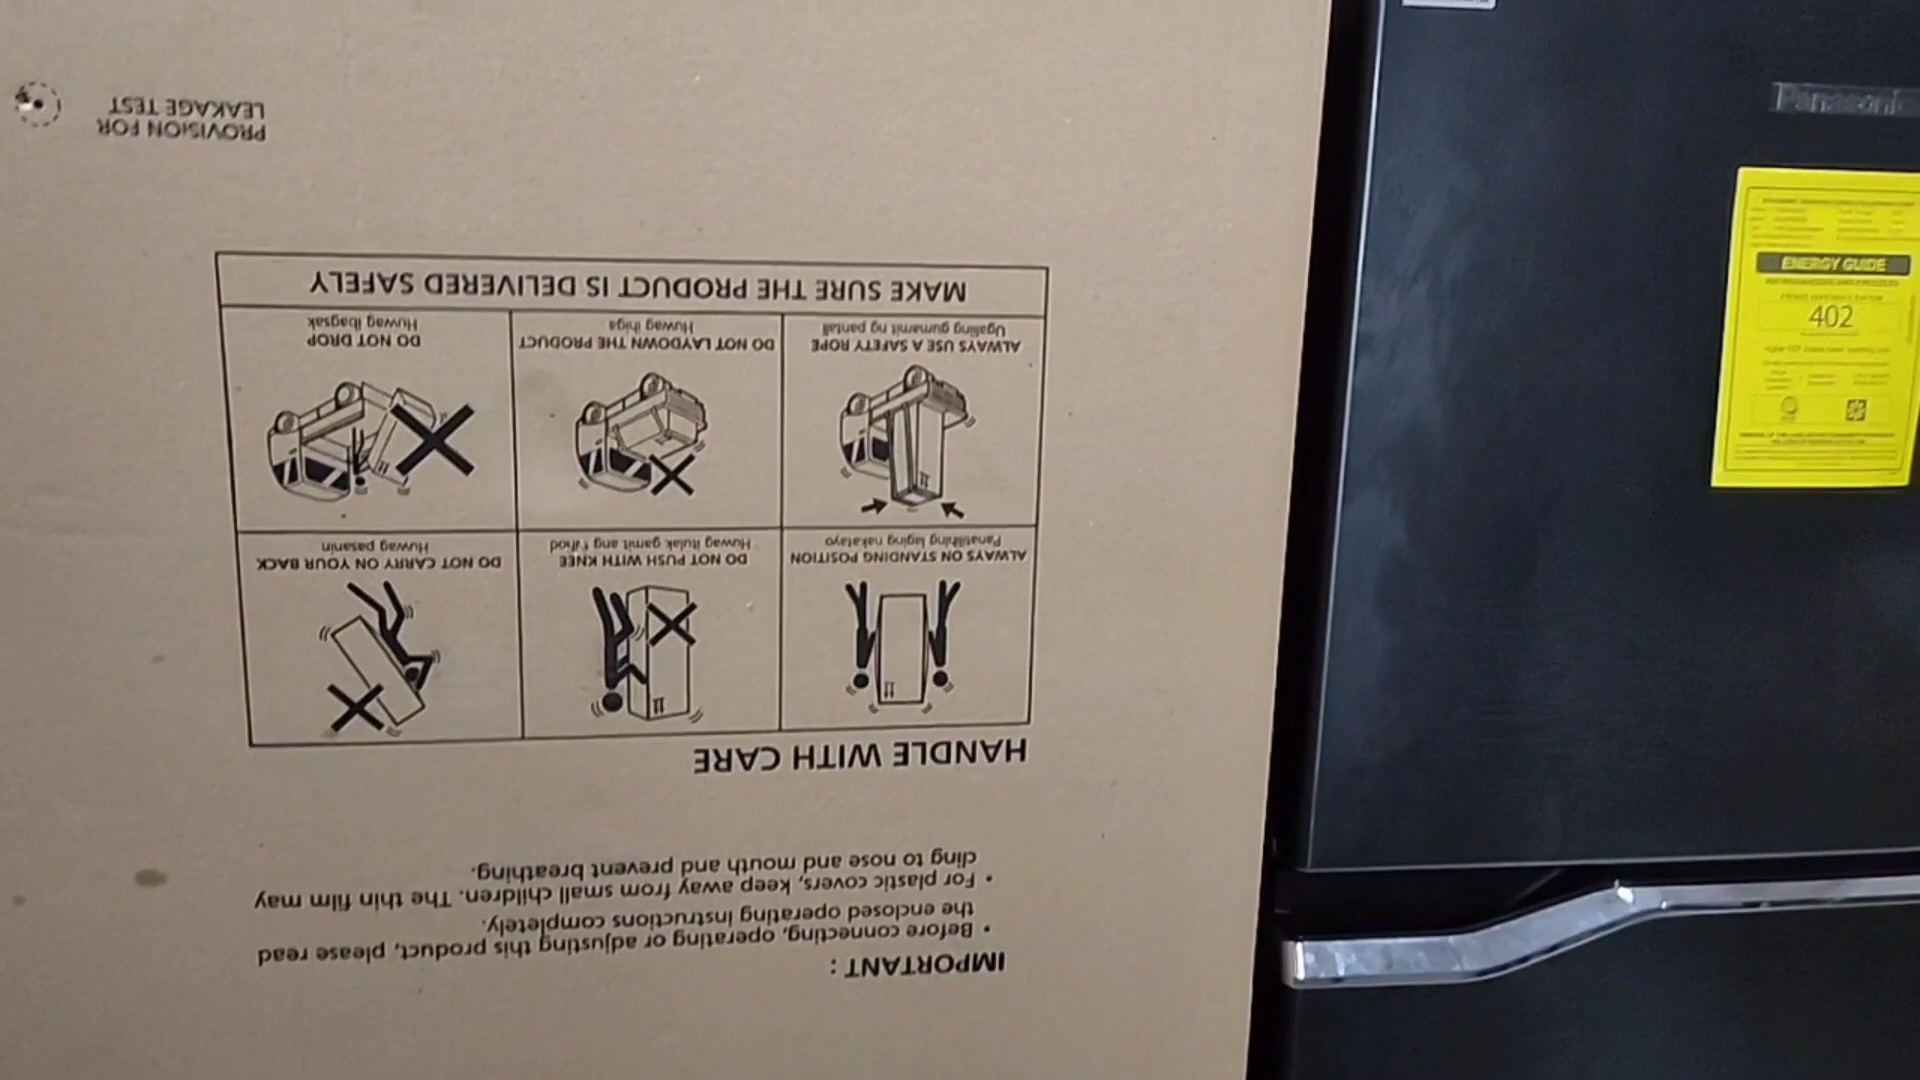 IMPORTANT :
• Before connecting, operating or adjusting this product, please read
the enclosed operating instructions completely.
• For plastic covers, keep away from small children. The thin film may
cling to nose and mouth and prevent breathing.
HANDLE WITH CARE
ALWAYS ON STANDING POSITION
Panatilihing laging nakatayo
DO NOT PUSH WITH KNEE
Huwag itulak gamit ang tuhod
DO NOT CARRY ON YOUR BACK
Huwag pasanin
ALWAYS USE A SAFETY ROPE
Ugaliing gumamit ng pantali
DO NOT LAYDOWN THE PRODUCT
Huwag ihiga
DO NOT DROP
Huwag ibagsak
MAKE SURE THE PRODUCT IS DELIVERED SAFELY
PROVISION FOR
LEAKAGE TEST
Panasonic
ENERGY GUIDE
402